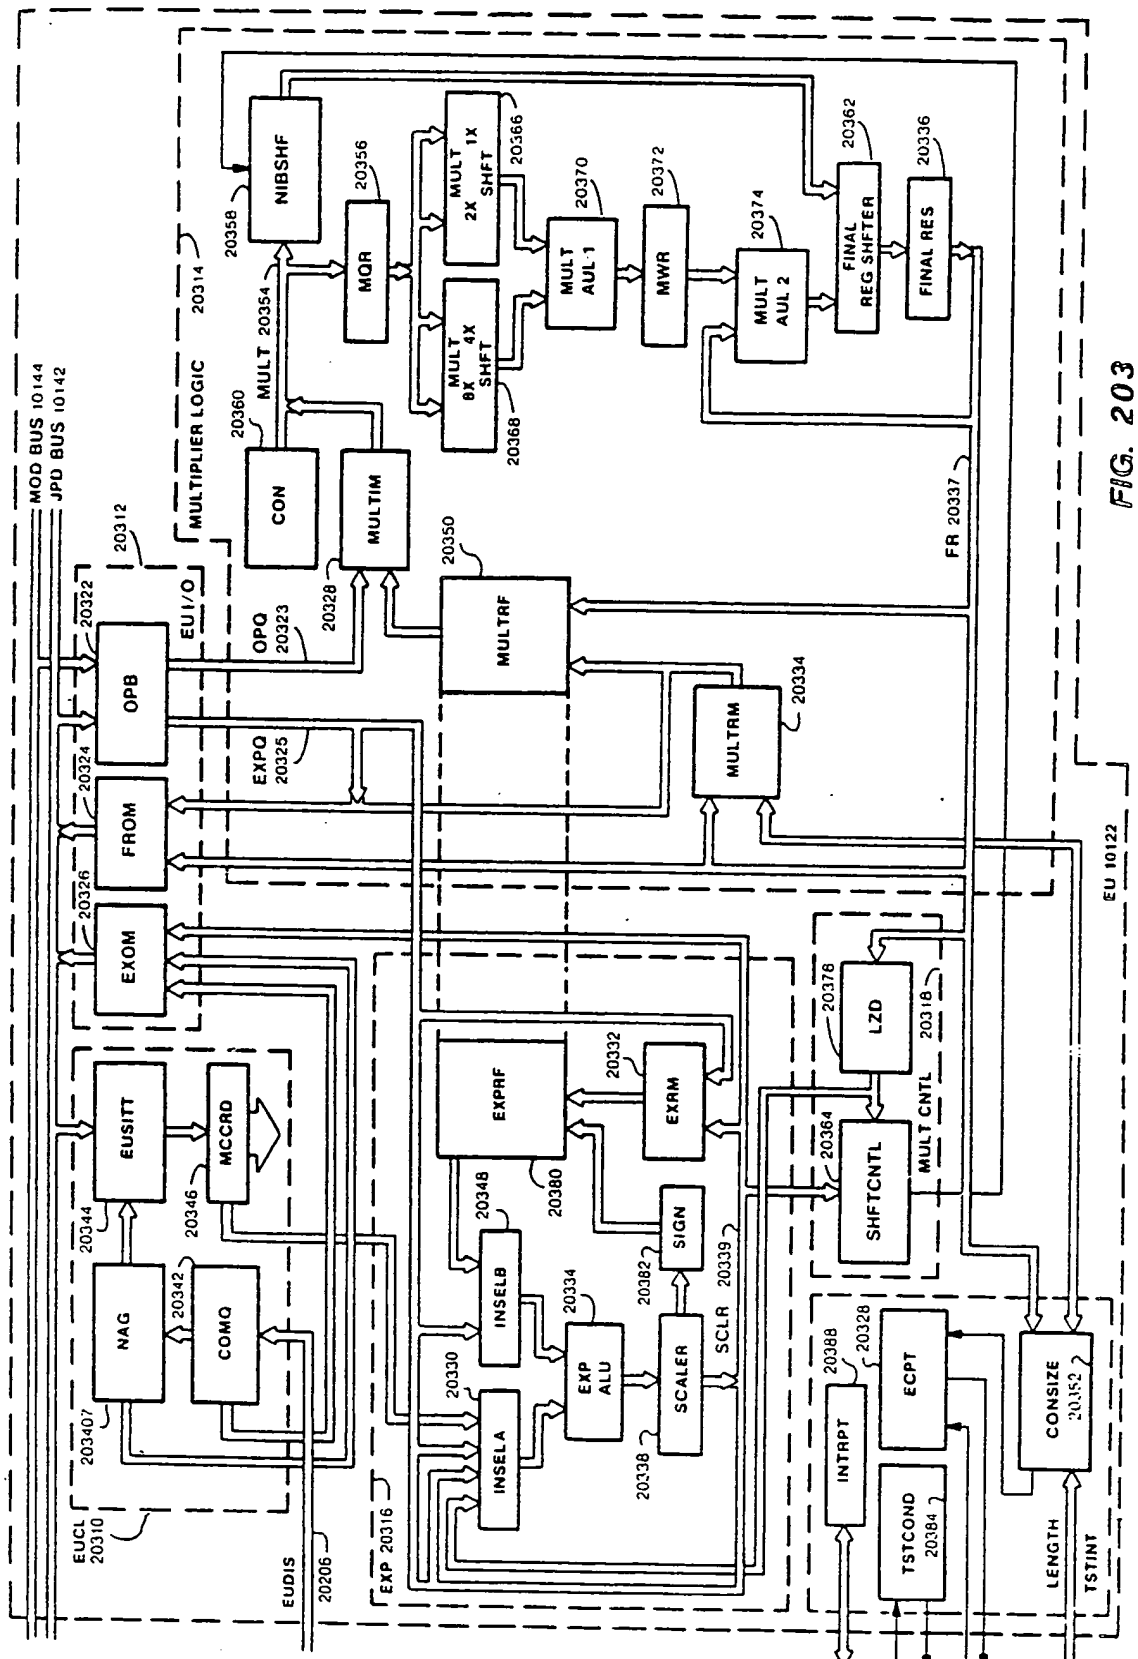 MOD BUS 10144
JPD BUS 10142
20312
EU I/O
OPB
20322
FROM
20324
EXOM
20326
EUSITT
20344
MCCRD
20346
NAG
203407
COMQ
20342
EUCL
20310
EUDIS
20206
OPQ
20323
EXPQ
20325
MULTIPLIER LOGIC
20314
NIBSHF
20358
MULT
20354
CON
20360
MULTIM
20328
MQR
20356
MULT
2X 1X
SHFT
20366
MULT
8X 4X
SHFT
20368
MULT
AUL 1
20370
MWR
20372
MULT
AUL 2
20374
FINAL
REG SHFTER
20362
FINAL RES
20336
FR 20337
MULTRF
20350
MULTRM
20334
EXP 20316
EXPRF
20380
INSELB
20348
INSELA
20330
EXP
ALU
20334
SCALER
20338
SIGN
20382
EXRM
20332
SCLR
20339
LZD
20378
SHFTCNTL
20364
MULT CNTL
20318
INTRPT
20388
ECPT
20328
TSTCOND
20384
CONSIZE
20352
LENGTH
TSTINT
EU 10122
FIG. 203